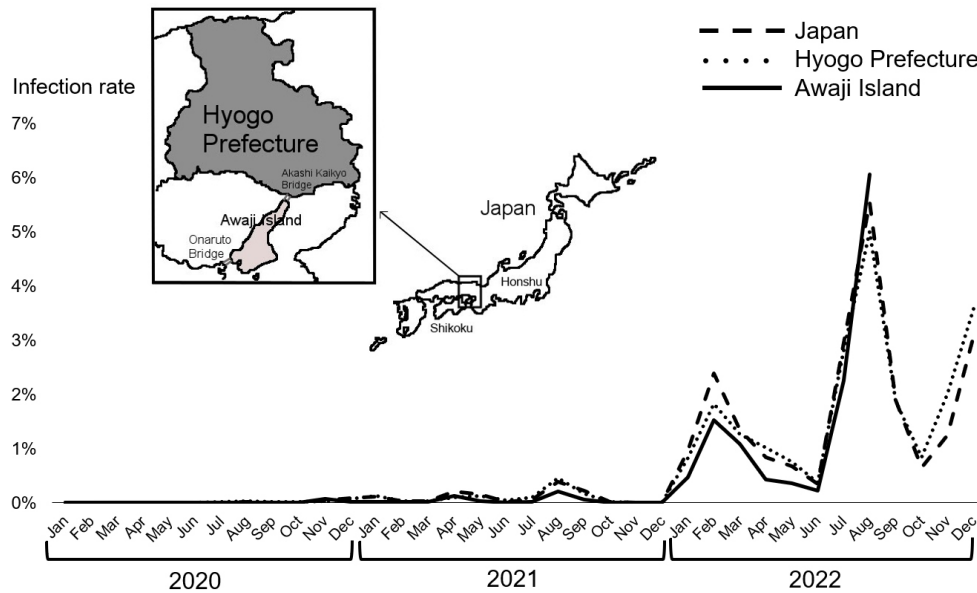 Japan
Hyogo Prefecture
Awaji Island
Infection rate
7%
6%
5%
4%
3%
2%
1%
0%
Hyogo
Prefecture
Akashi Kaikyo
Bridge
Awaji Island
Onaruto
Bridge
Japan
Honshu
Shikoku
Jan Feb Mar Apr May Jun Jul Aug Sep Oct Nov Dec Jan Feb Mar Apr May Jun Jul Aug Sep Oct Nov Dec Jan Feb Mar Apr May Jun Jul Aug Sep Oct Nov Dec
2020 2021 2022